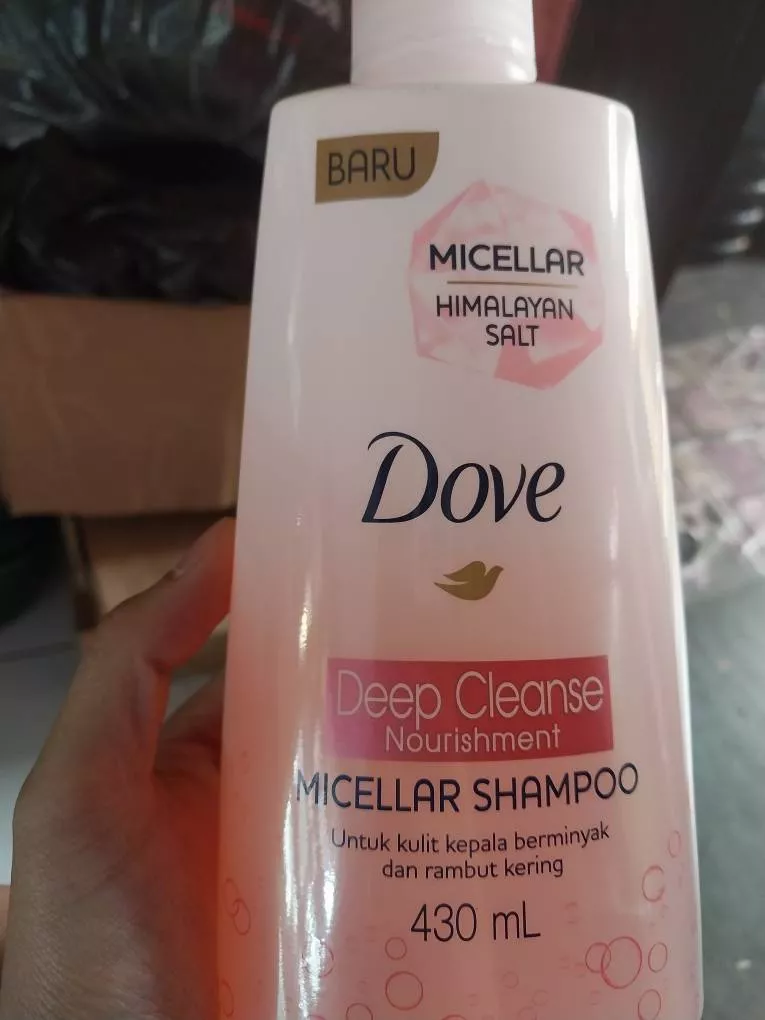 BARU
MICELLAR
HIMALAYAN
SALT
Dove
Deep Cleanse
Nourishment
MICELLAR SHAMPOO
Untuk kulit kepala berminyak
dan rambut kering
430 mL